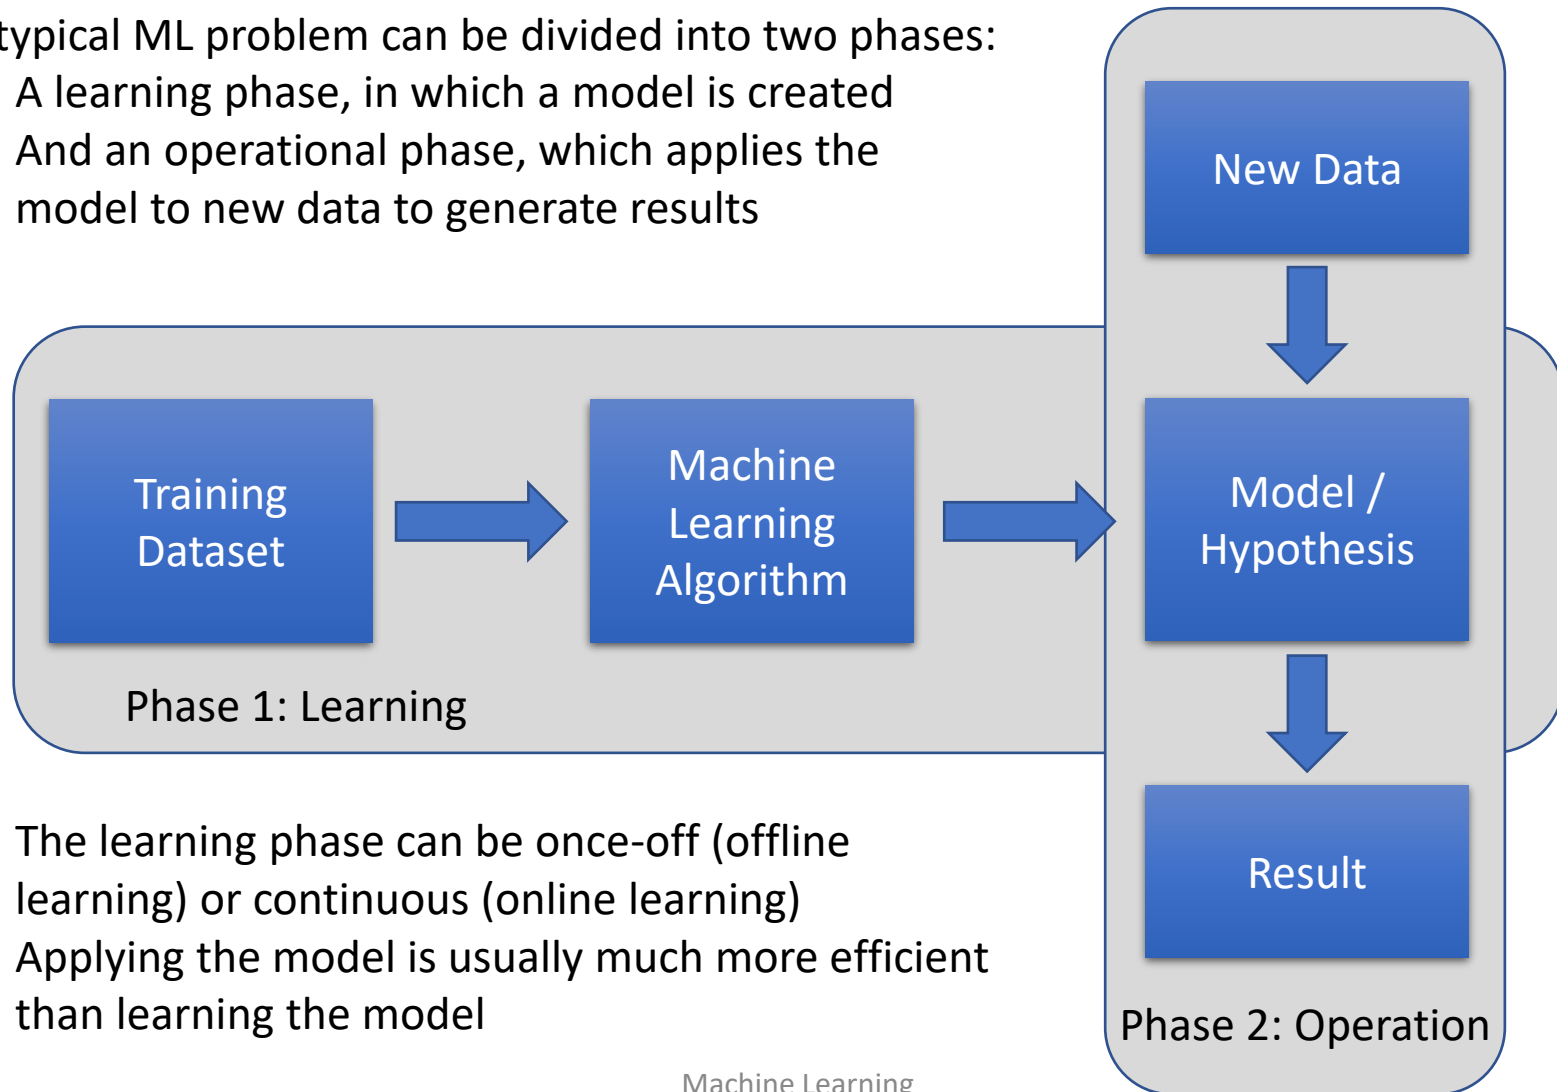 typical ML problem can be divided into two phases:
A learning phase, in which a model is created
And an operational phase, which applies the
model to new data to generate results
New Data
Training
Dataset
Machine
Learning
Algorithm
Model /
Hypothesis
Phase 1: Learning
The learning phase can be once-off (offline
learning) or continuous (online learning)
Applying the model is usually much more efficient
than learning the model
Result
Phase 2: Operation
Machine Learning